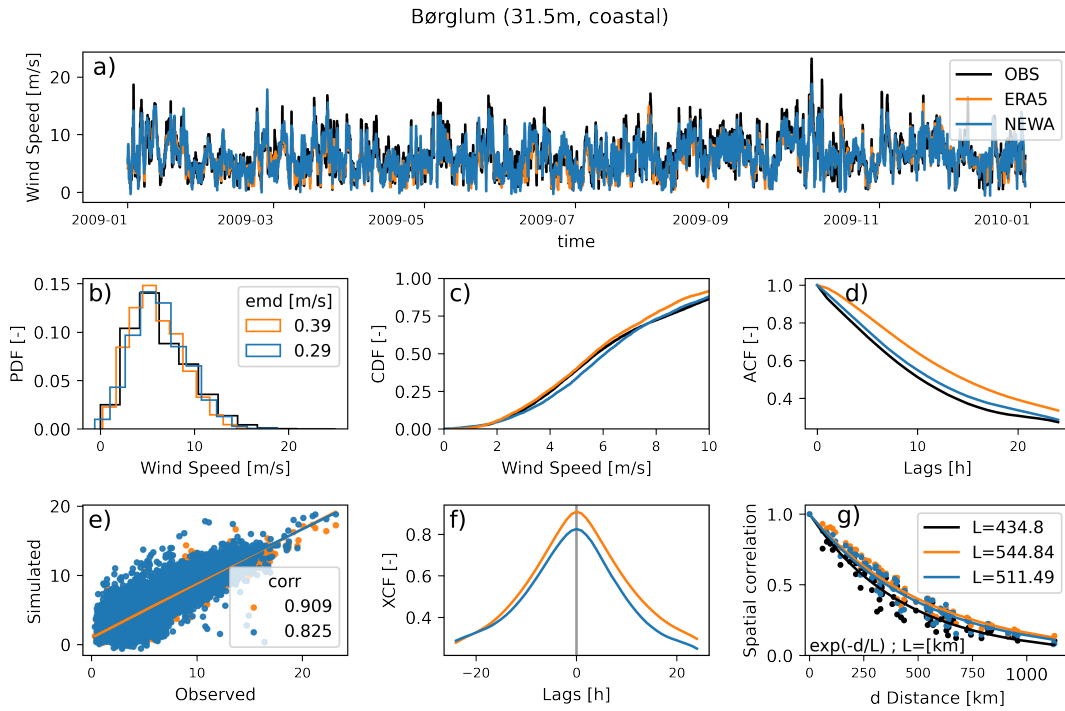 Børglum (31.5m, coastal)
a)
Wind Speed [m/s]
20
10
0
OBS
ERA5
NEWA
2009-01 2009-03 2009-05 2009-07 2009-09 2009-11 2010-01
time
b)
PDF [-]
0.15
0.10
0.05
0.00
emd [m/s]
0.39
0.29
0 10 20
Wind Speed [m/s]
c)
CDF [-]
1.00
0.75
0.50
0.25
0.00
0 2 4 6 8 10
Wind Speed [m/s]
d)
ACF [-]
1.0
0.8
0.6
0.4
0 10 20
Lags [h]
e)
Simulated
20
10
0
corr
0.909
0.825
0 10 20
Observed
f)
XCF [-]
0.8
0.6
0.4
−20 0 20
Lags [h]
g)
Spatial correlation
1.0
0.5
0.0
L=434.8
L=544.84
L=511.49
exp(-d/L) ; L=[km]
0 250 500 750 1000
d Distance [km]